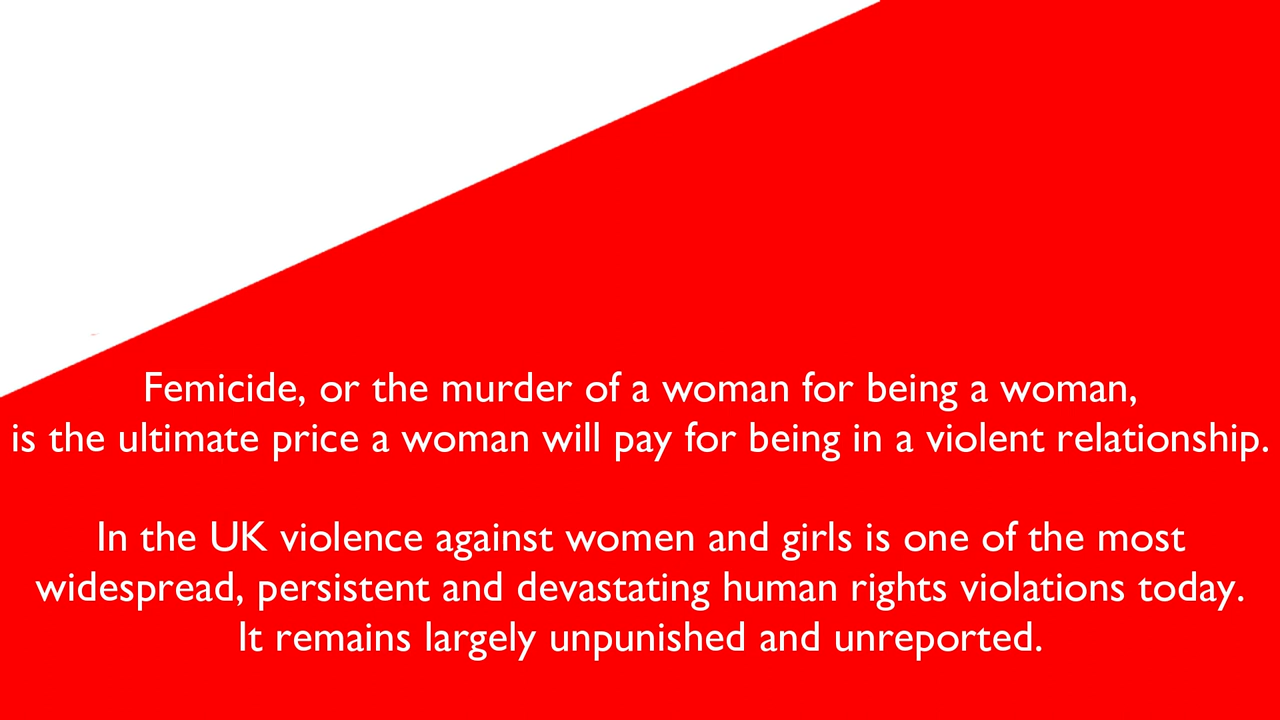 Femicide, or the murder of a woman for being a woman,
is the ultimate price a woman will pay for being in a violent relationship.
In the UK violence against women and girls is one of the most
widespread, persistent and devastating human rights violations today.
It remains largely unpunished and unreported.